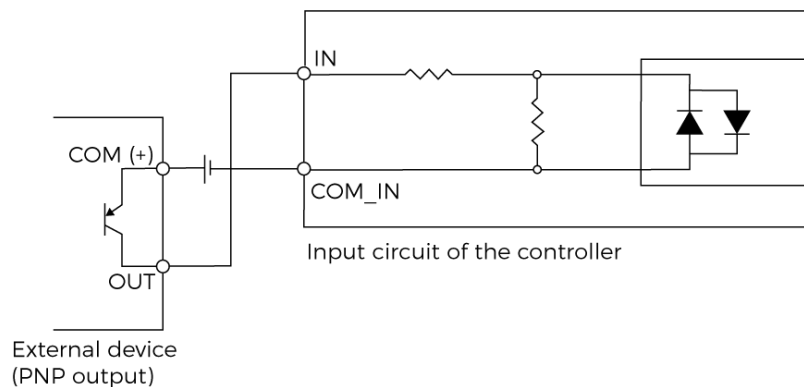 IN
COM (+)
COM_IN
Input circuit of the controller
OUT
External device
(PNP output)